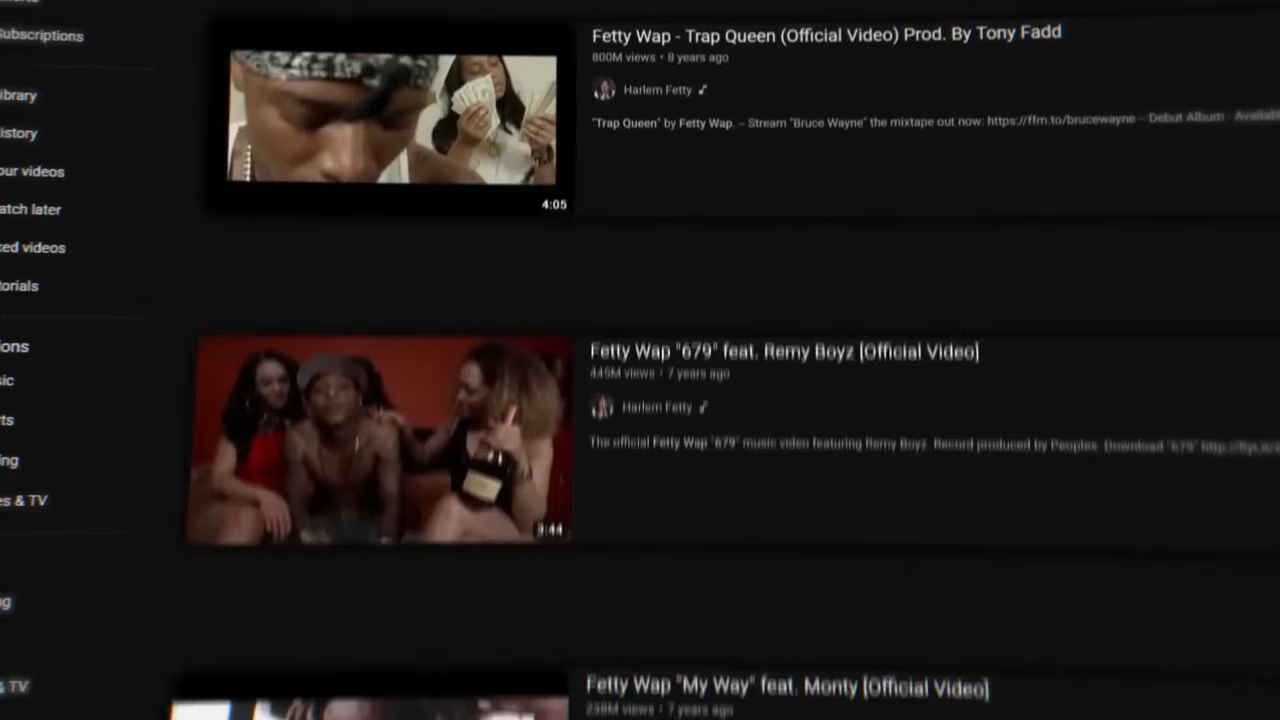 Subscriptions
ibrary
istory
our videos
atch later
ked videos
torials
ons
ic
rts
ng
es & TV
g
& TV
Fetty Wap - Trap Queen (Official Video) Prod. By Tony Fadd
800M views • 8 years ago
Harlem Fetty
"Trap Queen" by Fetty Wap. – Stream "Bruce Wayne" the mixtape out now: https://ffm.to/brucewayne – Debut Album - Availab
4:05
Fetty Wap "679" feat. Remy Boyz [Official Video]
445M views • 7 years ago
Harlem Fetty
The official Fetty Wap "679" music video featuring Remy Boyz. Record produced by Peoples. Download "679"
3:44
Fetty Wap "My Way" feat. Monty [Official Video]
238M views • 7 years ago